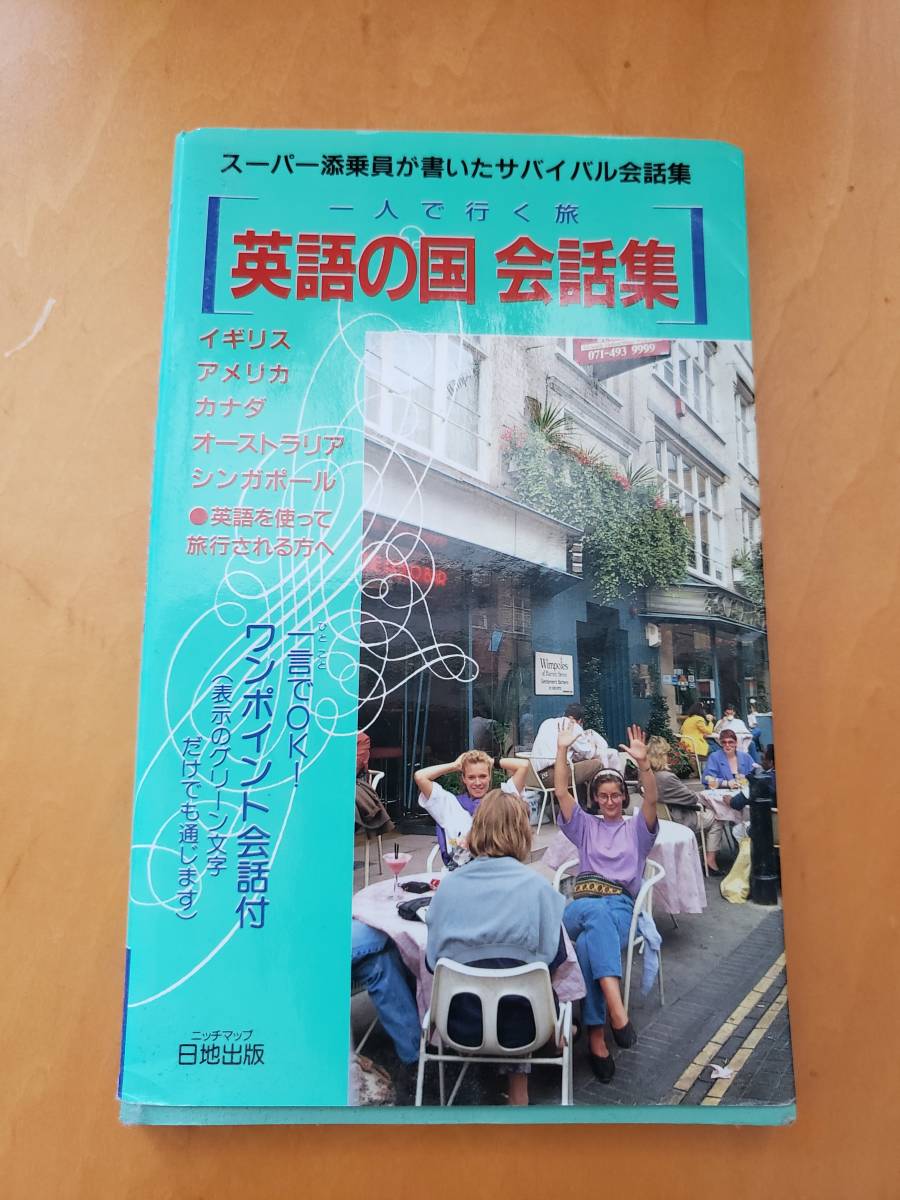 スーパー添乗員が書いたサバイバル会話集
一人で行く旅
英語の国 会話集
イギリス
アメリカ
カナダ
オーストラリア
シンガポール
●英語を使って
旅行される方へ
ひとこと
一言でOK!
ワンポイント会話付
(表示のグリーン文字
だけでも通じます)
ニッチマップ
日地出版
071-493 9999
Wimpoles